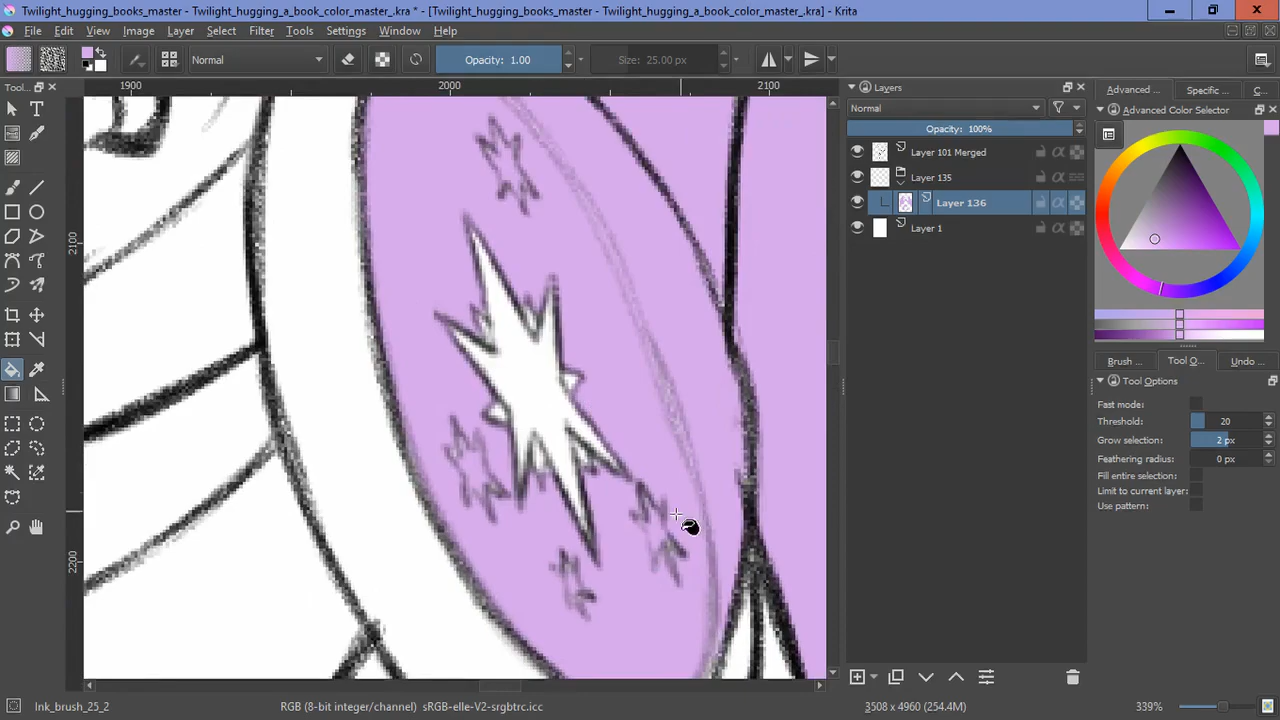 Twilight_hugging_books_master - Twilight_hugging_a_book_color_master_.kra * - [Twilight_hugging_books_master - Twilight_hugging_a_book_color_master_.kra] - Krita
File Edit View Image Layer Select Filter Tools Settings Window Help
Normal Opacity: 1.00 Size: 25.00 px
Tool... Layers Advanced ... Specific ... C...
1900 2000 2100
Normal
Advanced Color Selector
Opacity: 100%
Layer 101 Merged
Layer 135
Layer 136
Layer 1
2100
2200
Brush ... Tool O... Undo ...
Tool Options
Fast mode:
Threshold: 20
Grow selection: 2 px
Feathering radius: 0 px
Fill entire selection:
Limit to current layer:
Use pattern:
Ink_brush_25_2 RGB (8-bit integer/channel) sRGB-elle-V2-srgbtrc.icc 3508 x 4960 (254.4M) 339%